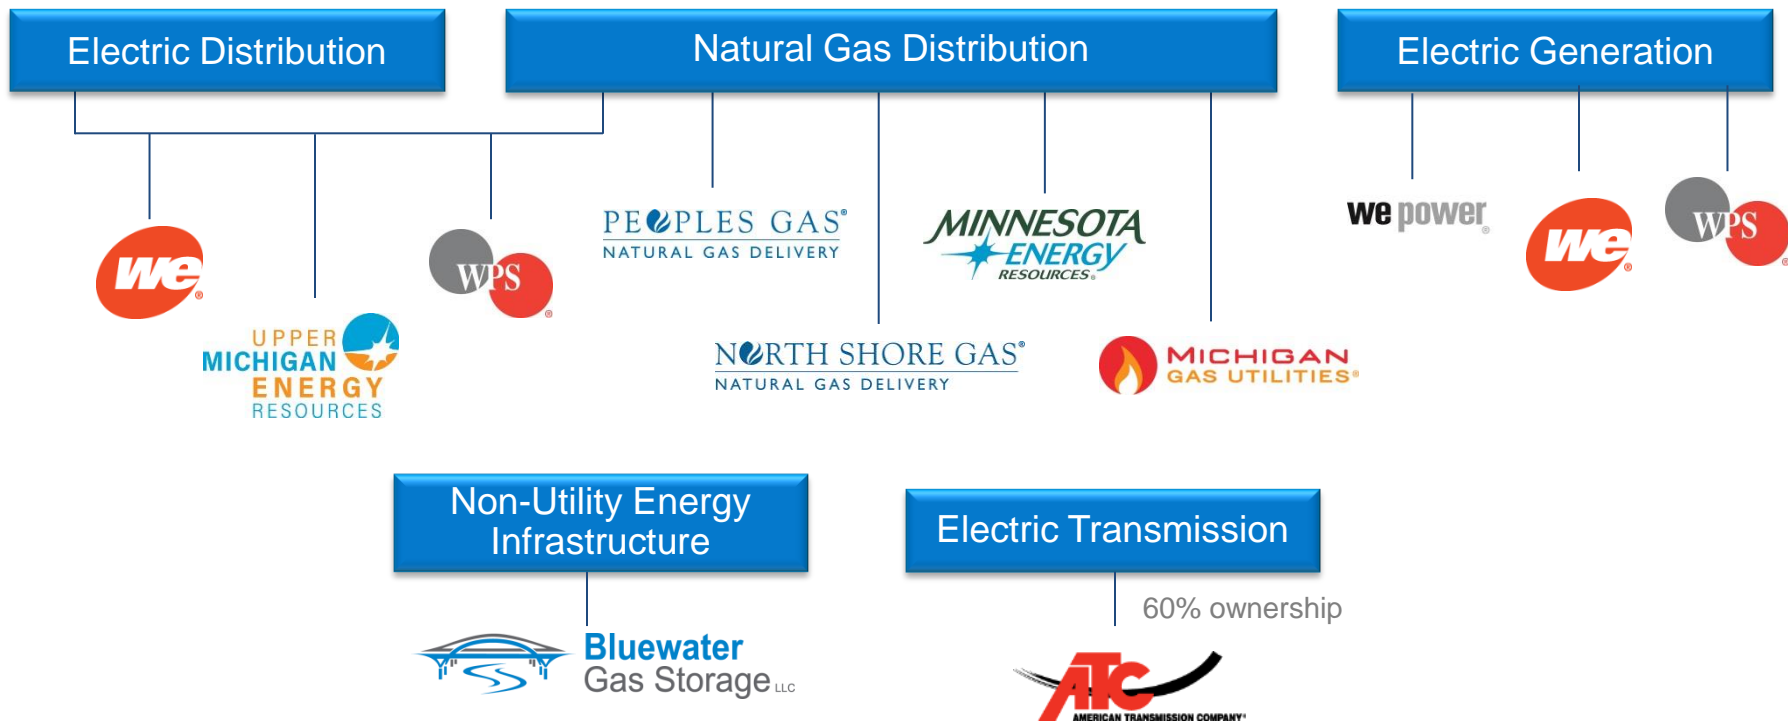 Electric Distribution
Natural Gas Distribution
Electric Generation
we®
UPPER
MICHIGAN
ENERGY
RESOURCES
WPS®
PEOPLES GAS®
NATURAL GAS DELIVERY
NORTH SHORE GAS®
NATURAL GAS DELIVERY
MINNESOTA
ENERGY
RESOURCES®
MICHIGAN
GAS UTILITIES®
we power®
we®
WPS®
Non-Utility Energy
Infrastructure
Bluewater
Gas Storage LLC
Electric Transmission
60% ownership
ATC
AMERICAN TRANSMISSION COMPANY®